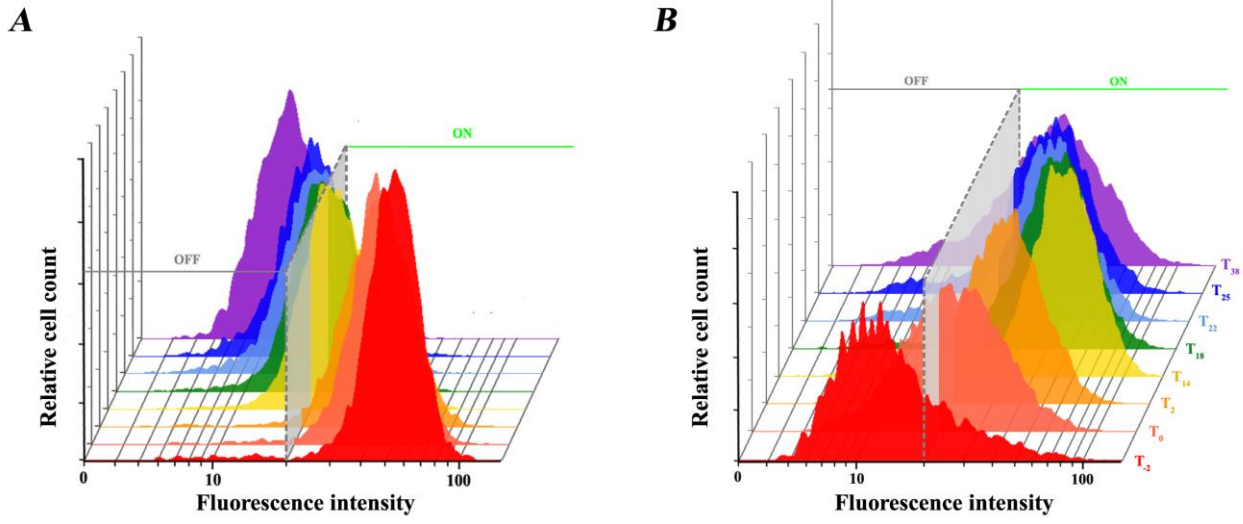 A
B
OFF
ON
OFF
ON
Relative cell count
Relative cell count
T38
T25
T22
T18
T14
T2
T0
T-2
0
10
100
0
10
100
Fluorescence intensity
Fluorescence intensity